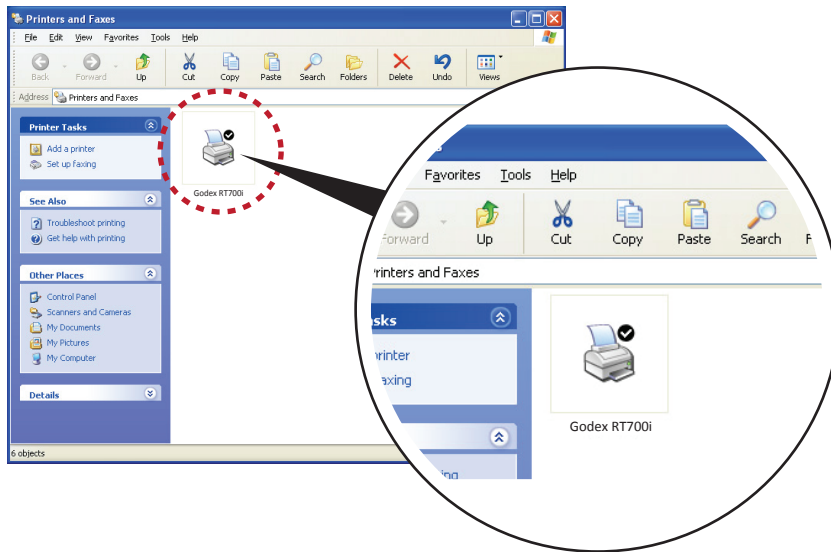 Printers and Faxes
File Edit View Favorites Tools Help
Back Forward Up Cut Copy Paste Search Folders Delete Undo Views
Address Printers and Faxes
Printer Tasks
Add a printer
Set up faxing
See Also
Troubleshoot printing
Get help with printing
Other Places
Control Panel
Scanners and Cameras
My Documents
My Pictures
My Computer
Details
6 objects
Godex RT700i
s
Favorites Tools Help
Forward Up Cut Copy Paste Search F
Printers and Faxes
asks
printer
faxing
ing
Godex RT700i